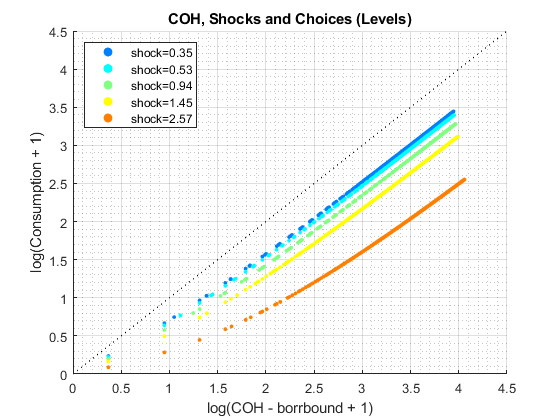 COH, Shocks and Choices (Levels)
4.5
4
3.5
3
2.5
2
1.5
1
0.5
0
log(Consumption + 1)
shock=0.35
shock=0.53
shock=0.94
shock=1.45
shock=2.57
0 0.5 1 1.5 2 2.5 3 3.5 4 4.5
log(COH - borrbound + 1)